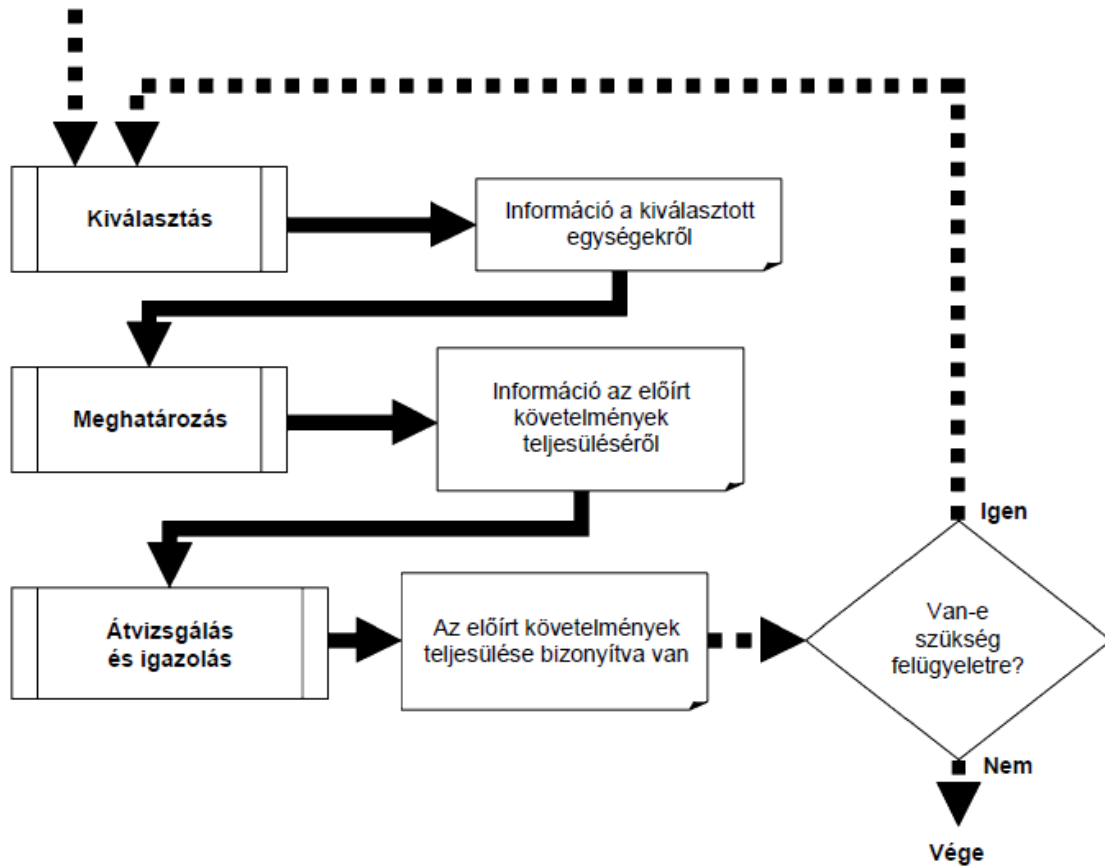 Kiválasztás
Információ a kiválasztott
egységekről
Meghatározás
Információ az előírt
követelmények
teljesüléséről
Átvizsgálás
és igazolás
Az előírt követelmények
teljesülése bizonyítva van
Van-e
szükség
felügyeletre?
Igen
Nem
Vége